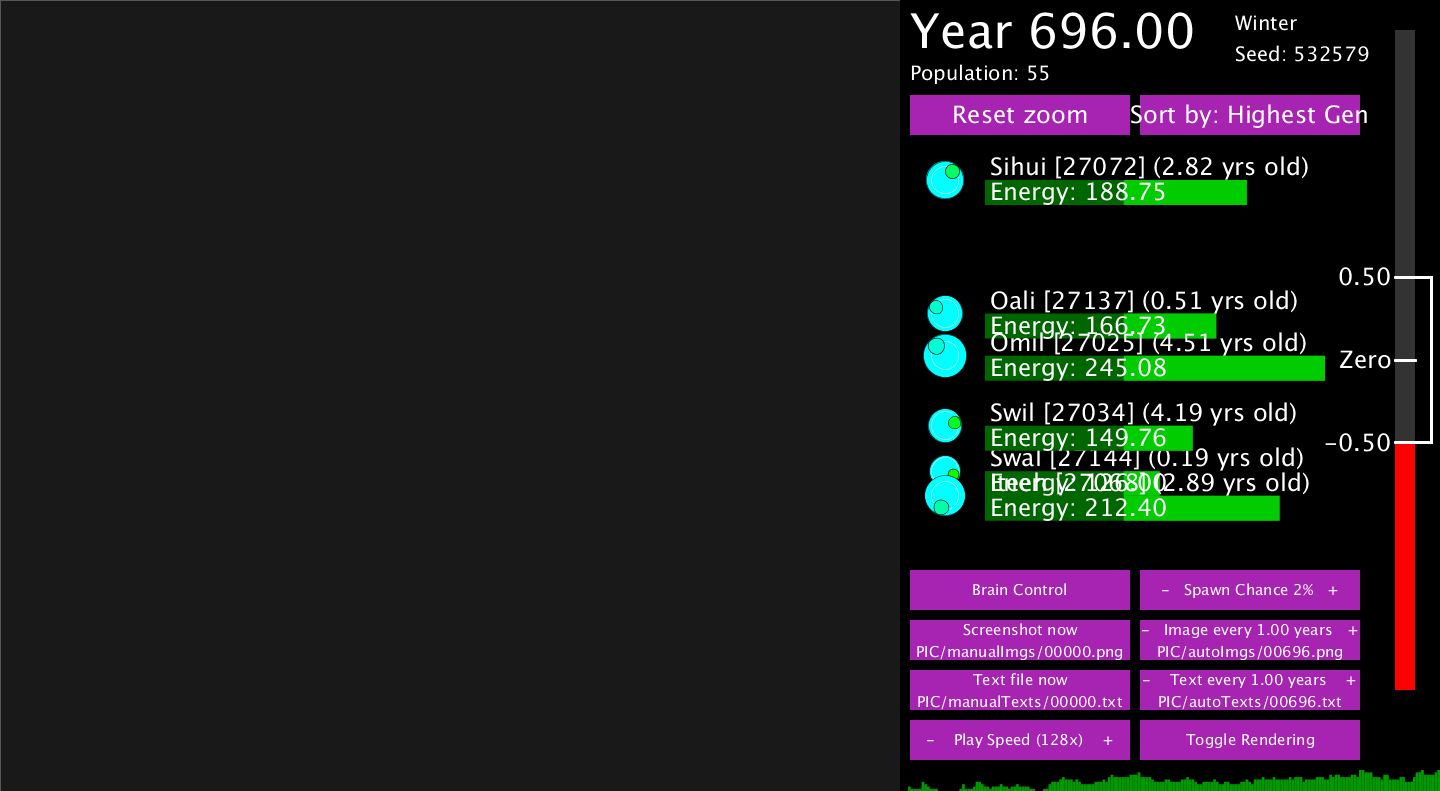 Year 696.00
Winter
Seed: 532579
Population: 55
Reset zoom
Sort by: Highest Gen
Sihui [27072] (2.82 yrs old)
Energy: 188.75
0.50
Oali [27137] (0.51 yrs old)
Energy: 166.73
Omil [27025] (4.51 yrs old)
Zero
Energy: 245.08
Swil [27034] (4.19 yrs old)
Energy: 149.76
-0.50
Swal [27144] (0.19 yrs old)
(2.89 yrs old)
Energy: 212.40
Brain Control
- Spawn Chance 2% +
Screenshot now
PIC/manualImgs/00000.png
- Image every 1.00 years +
PIC/autoImgs/00696.png
Text file now
PIC/manualTexts/00000.txt
- Text every 1.00 years +
PIC/autoTexts/00696.txt
- Play Speed (128x) +
Toggle Rendering